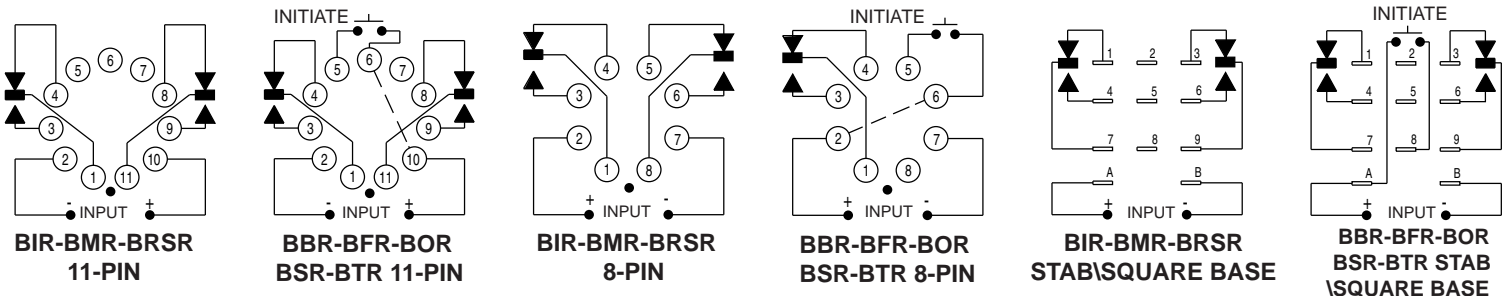 4 5 6 7 8
3 9
2 10
1 11
- INPUT +
BIR-BMR-BRSR
11-PIN
INITIATE
5 6 7
4 8
3 9
2 10
1 11
- INPUT +
BBR-BFR-BOR
BSR-BTR 11-PIN
4 5
3 6
2 7
1 8
+ INPUT -
BIR-BMR-BRSR
8-PIN
INITIATE
4 5
3 6
2 7
1 8
+ INPUT -
BBR-BFR-BOR
BSR-BTR 8-PIN
1 2 3
4 5 6
7 8 9
A B
+ INPUT -
BIR-BMR-BRSR
STAB\SQUARE BASE
INITIATE
1 2 3
4 5 6
7 8 9
A B
+ INPUT -
BBR-BFR-BOR
BSR-BTR STAB
\SQUARE BASE